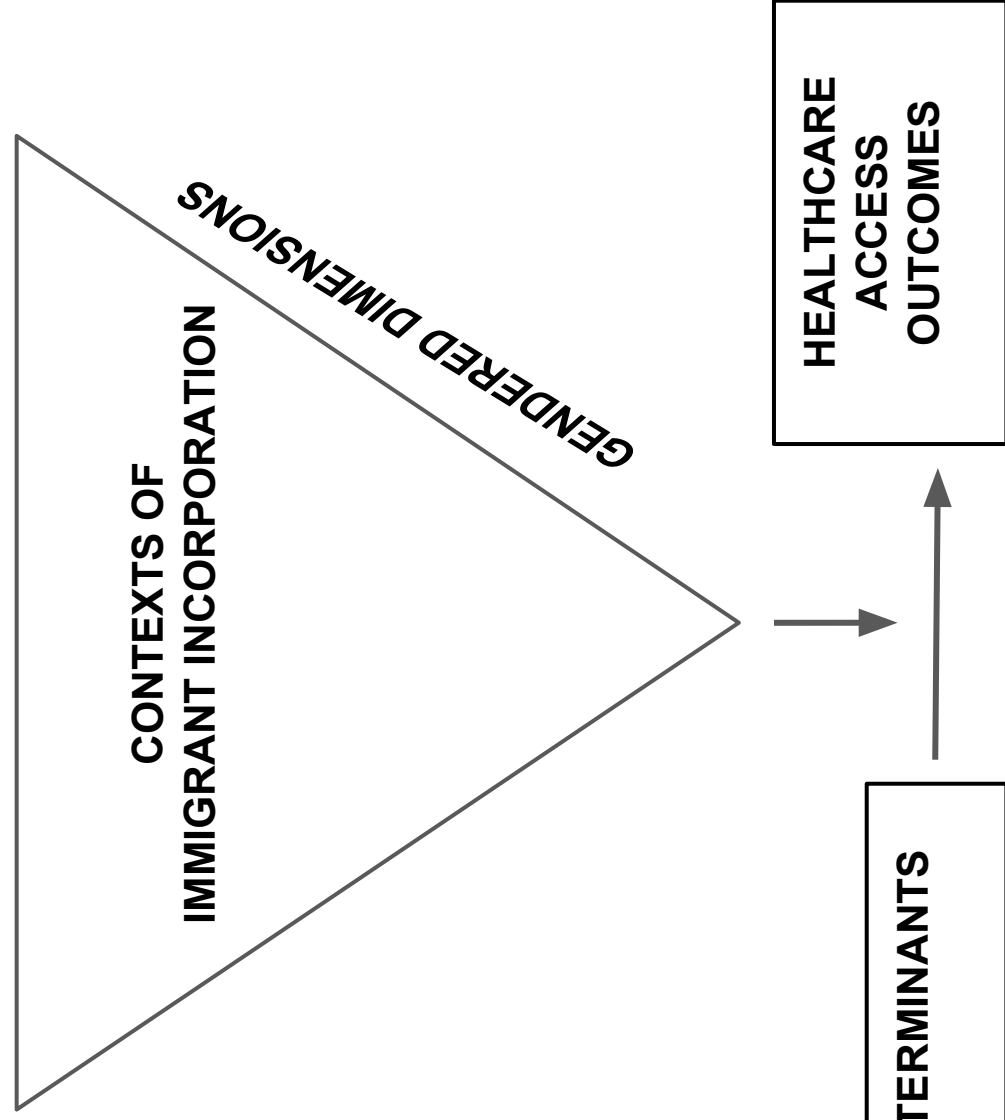 CONTEXTS OF
IMMIGRANT INCORPORATION
GENDERED DIMENSIONS
HEALTHCARE
ACCESS
OUTCOMES
TERMINANTS